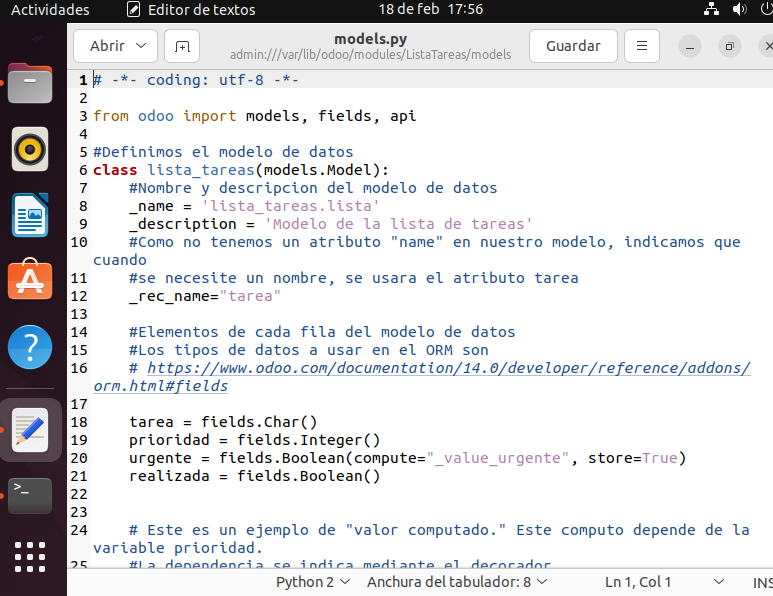 Actividades
Editor de textos
18 de feb 17:56
Abrir
models.py
admin:///var/lib/odoo/modules/ListaTareas/models
Guardar
1 # -*- coding: utf-8 -*-
2
3 from odoo import models, fields, api
4
5 #Definimos el modelo de datos
6 class lista_tareas(models.Model):
7 #Nombre y descripcion del modelo de datos
8 _name = 'lista_tareas.lista'
9 _description = 'Modelo de la lista de tareas'
10 #Como no tenemos un atributo "name" en nuestro modelo, indicamos que
cuando
11 #se necesite un nombre, se usara el atributo tarea
12 _rec_name="tarea"
13
14 #Elementos de cada fila del modelo de datos
15 #Los tipos de datos a usar en el ORM son
16 # https://www.odoo.com/documentation/14.0/developer/reference/addons/
orm.html#fields
17
18 tarea = fields.Char()
19 prioridad = fields.Integer()
20 urgente = fields.Boolean(compute="_value_urgente", store=True)
21 realizada = fields.Boolean()
22
23
24 # Este es un ejemplo de "valor computado." Este computo depende de la
variable prioridad.
25 #La dependencia se indica mediante el decorador
Python 2
Anchura del tabulador: 8
Ln 1, Col 1
INS